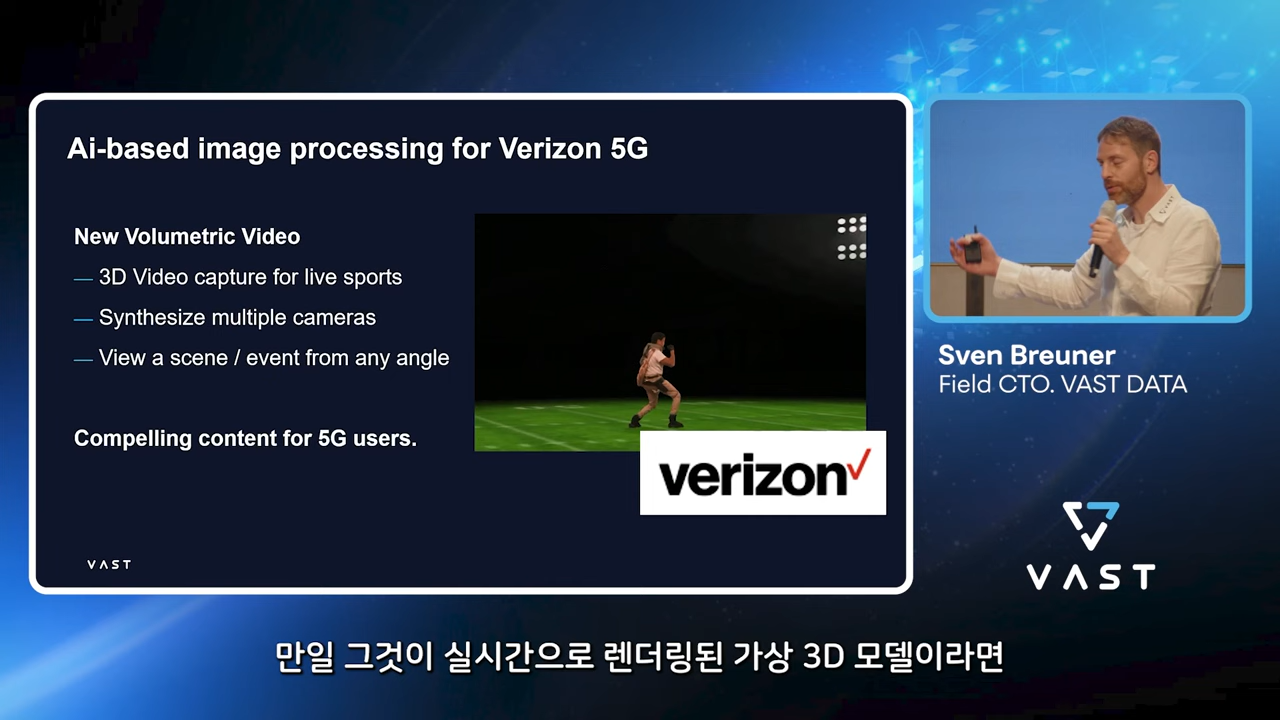 Ai-based image processing for Verizon 5G
New Volumetric Video
— 3D Video capture for live sports
— Synthesize multiple cameras
— View a scene / event from any angle
Compelling content for 5G users.
verizon
VAST
VAST
Sven Breuner
Field CTO. VAST DATA
VAST
만일 그것이 실시간으로 렌더링된 가상 3D 모델이라면